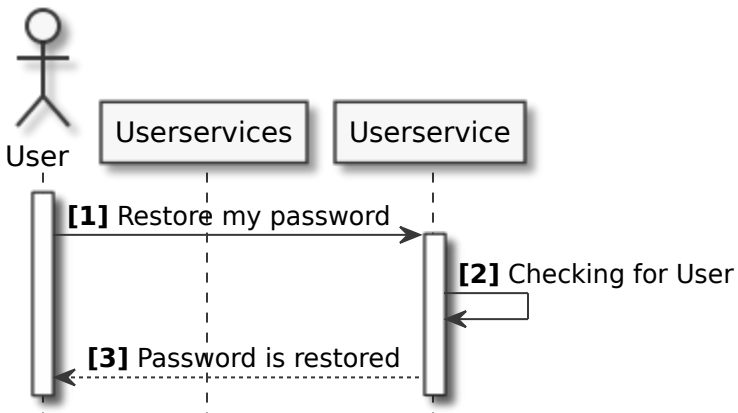 User
Userservices
Userservice
[1] Restore my password
[2] Checking for User
[3] Password is restored